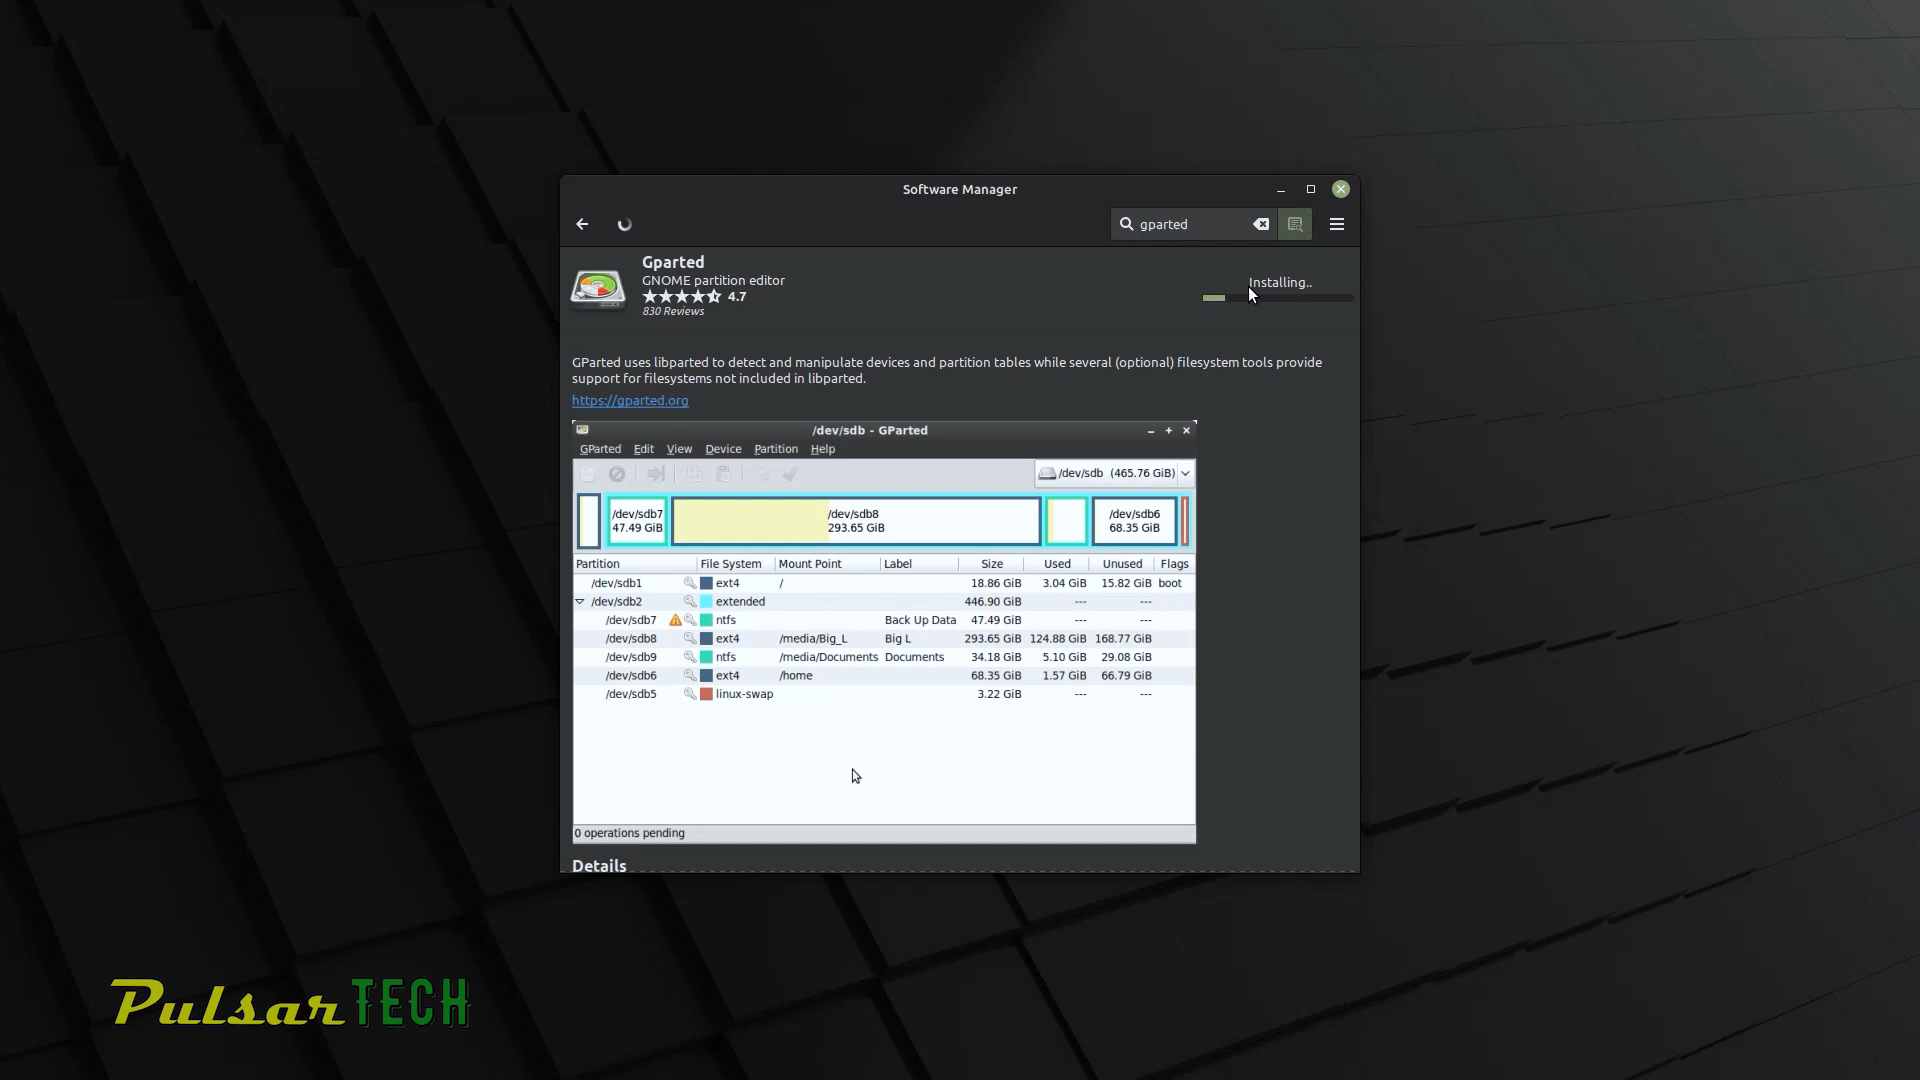 Software Manager
gparted
Gparted
GNOME partition editor
4.7
830 Reviews
Installing..
GParted uses libparted to detect and manipulate devices and partition tables while several (optional) filesystem tools provide
support for filesystems not included in libparted.
https://gparted.org
/dev/sdb - GParted
GParted Edit View Device Partition Help
/dev/sdb (465.76 GiB)
/dev/sdb7
47.49 GiB
/dev/sdb8
293.65 GiB
/dev/sdb6
68.35 GiB
Partition File System Mount Point Label Size Used Unused Flags
/dev/sdb1 ext4 / 18.86 GiB 3.04 GiB 15.82 GiB boot
/dev/sdb2 extended 446.90 GiB --- ---
/dev/sdb7 ntfs Back Up Data 47.49 GiB --- ---
/dev/sdb8 ext4 /media/Big_L Big L 293.65 GiB 124.88 GiB 168.77 GiB
/dev/sdb9 ntfs /media/Documents Documents 34.18 GiB 5.10 GiB 29.08 GiB
/dev/sdb6 ext4 /home 68.35 GiB 1.57 GiB 66.79 GiB
/dev/sdb5 linux-swap 3.22 GiB --- ---
0 operations pending
Details
Pulsar TECH